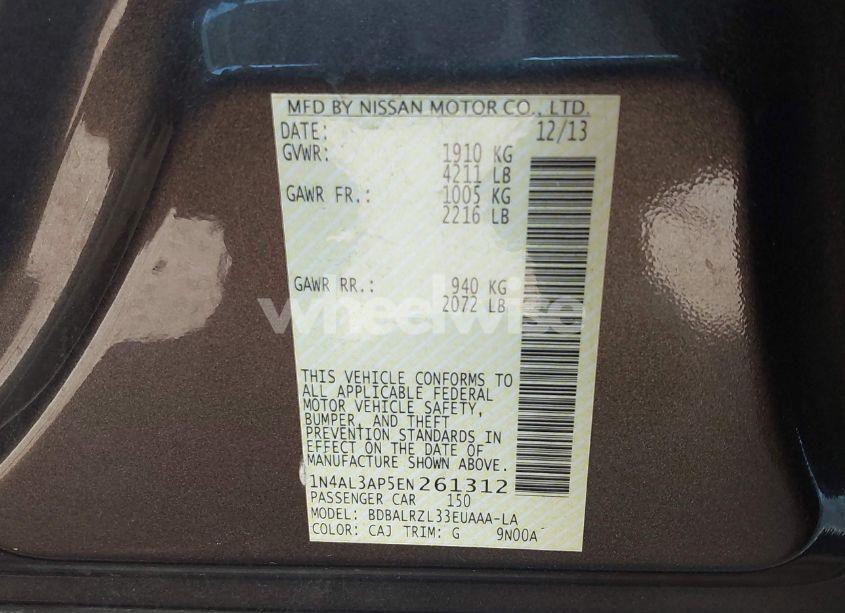 MFD BY NISSAN MOTOR CO., LTD.
DATE: 12/13
GVWR: 1910 KG
4211 LB
GAWR FR.: 1005 KG
2216 LB
GAWR RR.: 940 KG
2072 LB
wheelwise
THIS VEHICLE CONFORMS TO
ALL APPLICABLE FEDERAL
MOTOR VEHICLE SAFETY,
BUMPER, AND THEFT
PREVENTION STANDARDS IN
EFFECT ON THE DATE OF
MANUFACTURE SHOWN ABOVE.
1N4AL3AP5EN261312
PASSENGER CAR 150
MODEL: BDBALRZL33EUAAA-LA
COLOR: CAJ TRIM: G 9N00A